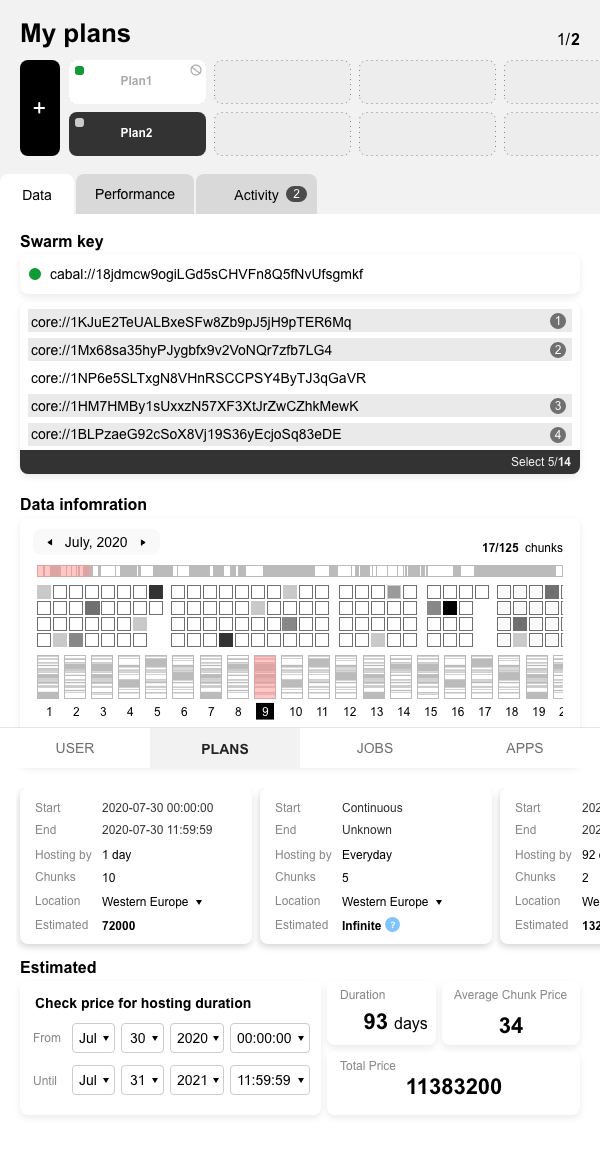 My plans
1/2
+
Plan1
Plan2
Data
Performance
Activity 2
Swarm key
cabal://18jdmcw9ogiLGd5sCHVFn8Q5fNvUfsgmkf
core://1KJuE2TeUALBxeSFw8Zb9pJ5jH9pTER6Mq 1
core://1Mx68sa35hyPJygbfx9v2VoNQr7zfb7LG4 2
core://1NP6e5SLTxgN8VHnRSCCPSY4ByTJ3qGaVR
core://1HM7HMBy1sUxxzN57XF3XtJrZwCZhkMewK 3
core://1BLPzaeG92cSoX8Vj19S36yEcjoSq83eDE 4
Select 5/14
Data infomration
July, 2020
17/125 chunks
1 2 3 4 5 6 7 8 9 10 11 12 13 14 15 16 17 18 19 2
USER
PLANS
JOBS
APPS
Start 2020-07-30 00:00:00
End 2020-07-30 11:59:59
Hosting by 1 day
Chunks 10
Location Western Europe
Estimated 72000
Start Continuous
End Unknown
Hosting by Everyday
Chunks 5
Location Western Europe
Estimated Infinite ?
Start 202
End 202
Hosting by 92
Chunks 2
Location We
Estimated 132
Estimated
Check price for hosting duration
From Jul 30 2020 00:00:00
Until Jul 31 2021 11:59:59
Duration
93 days
Average Chunk Price
34
Total Price
11383200